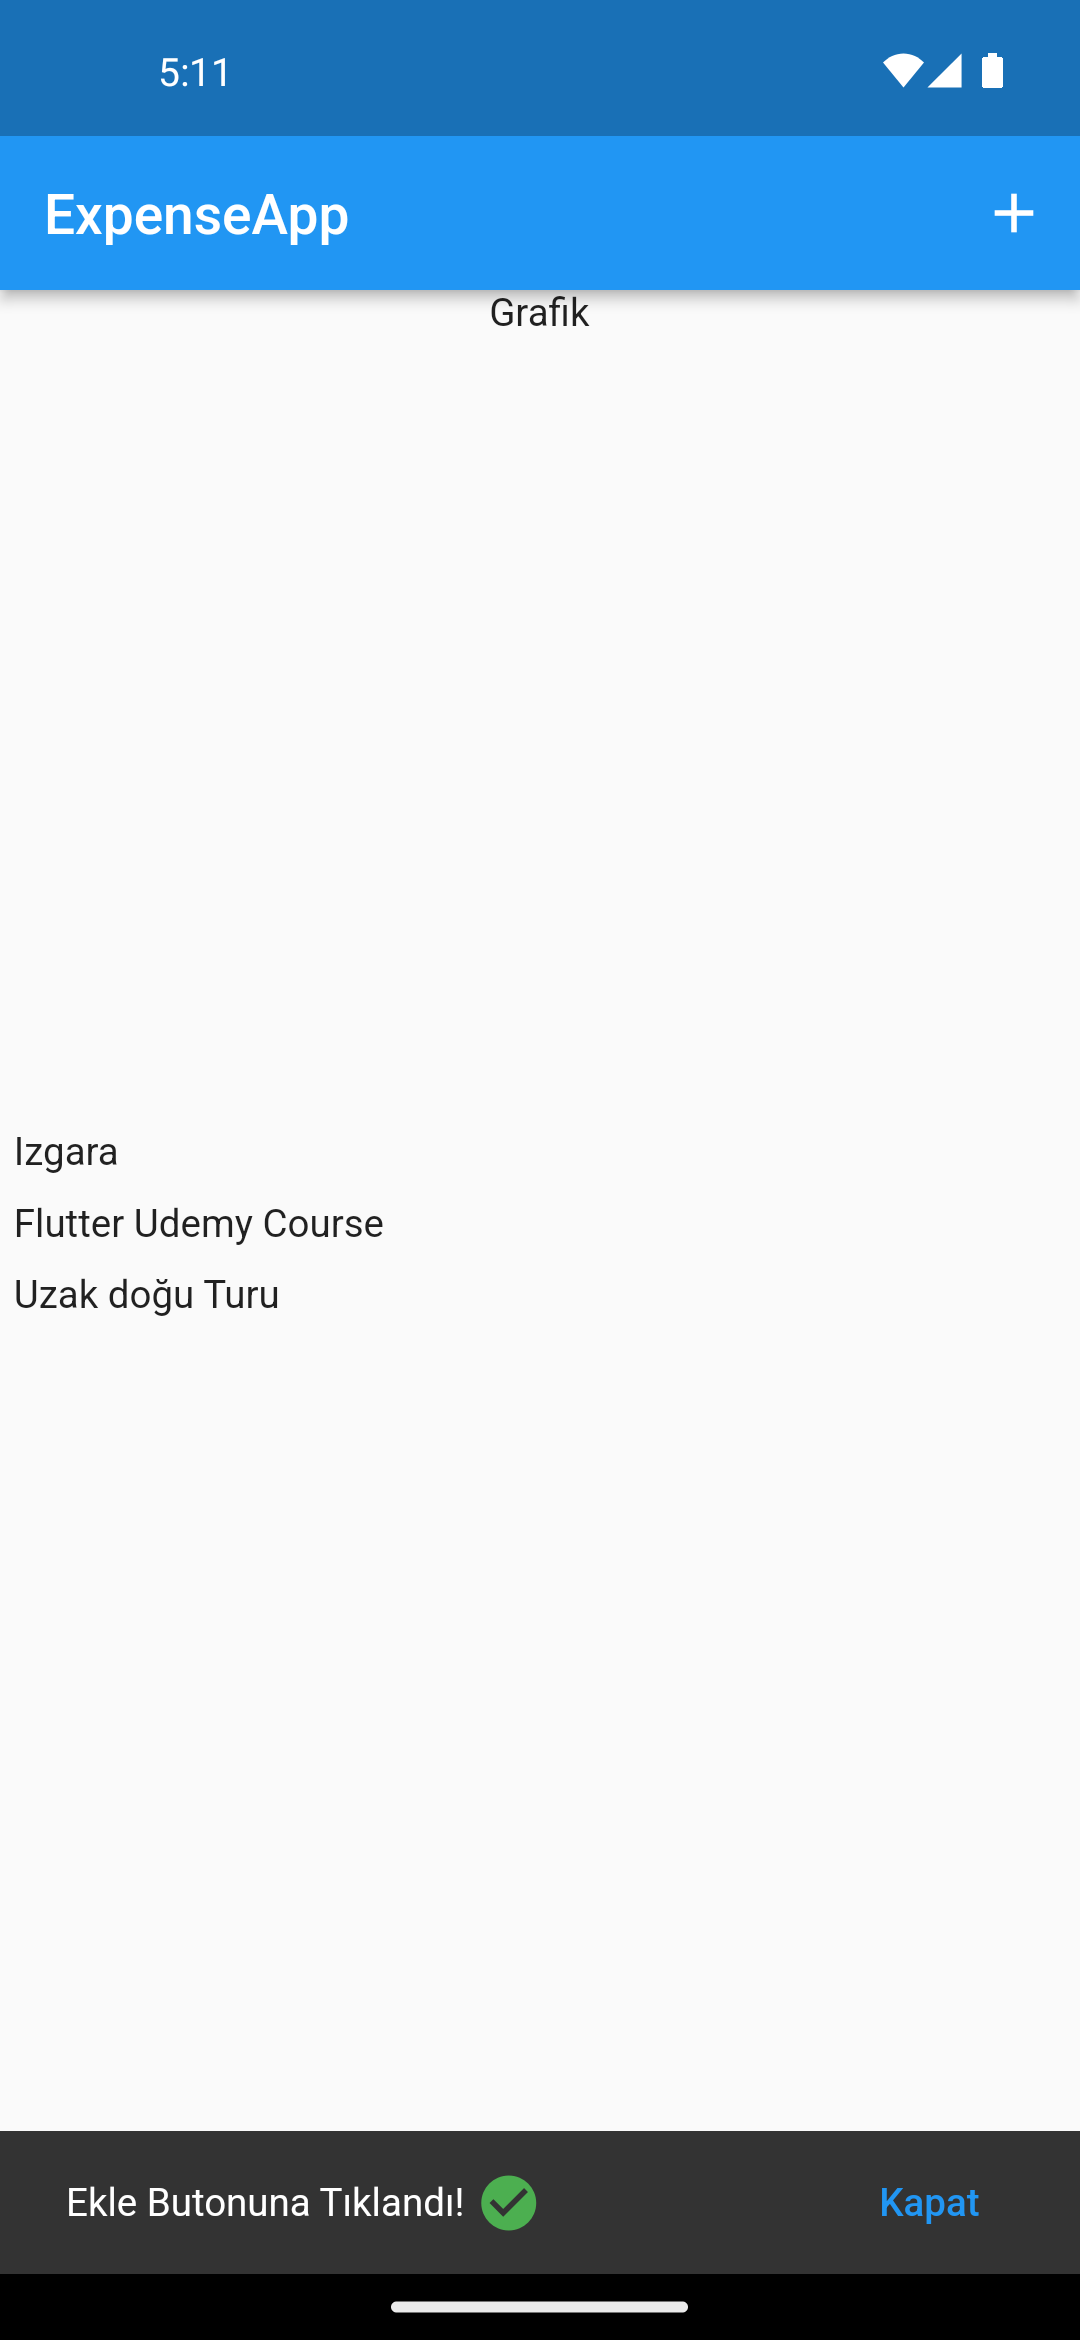 5:11
ExpenseApp
Grafik
Izgara
Flutter Udemy Course
Uzak doğu Turu
Ekle Butonuna Tıklandı! Kapat